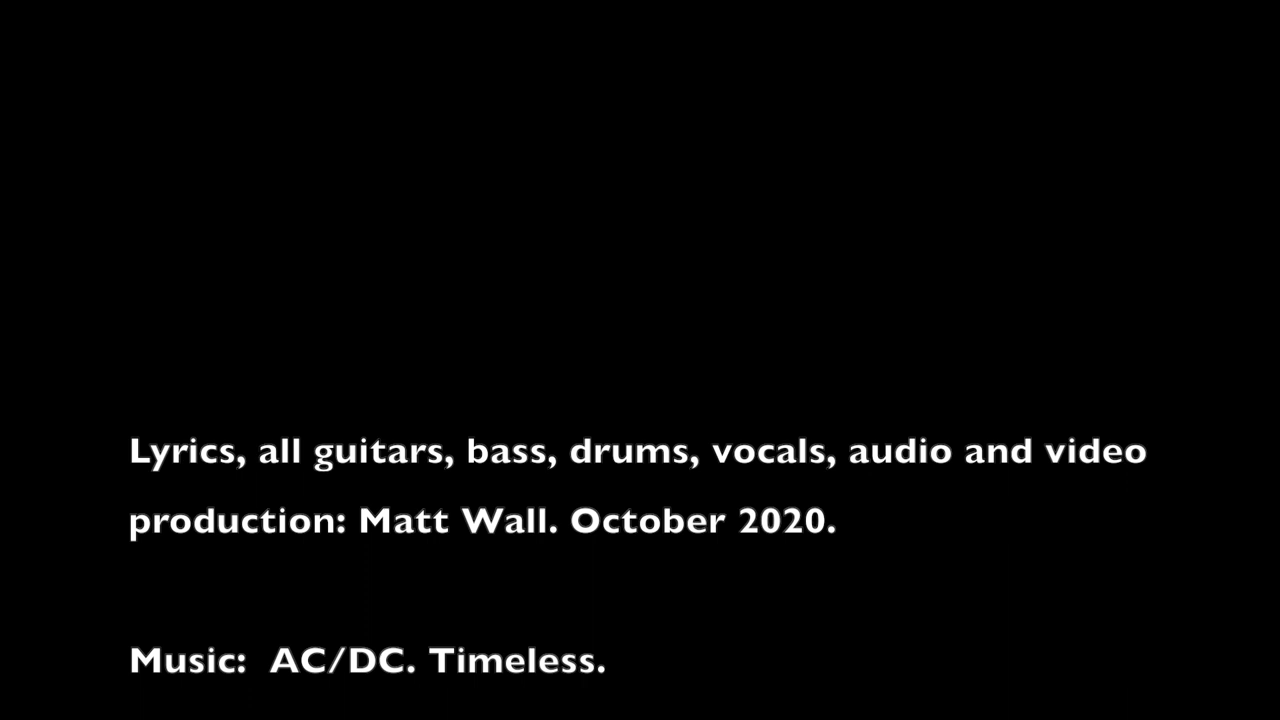 Lyrics, all guitars, bass, drums, vocals, audio and video
production: Matt Wall. October 2020.
Music:  AC/DC. Timeless.